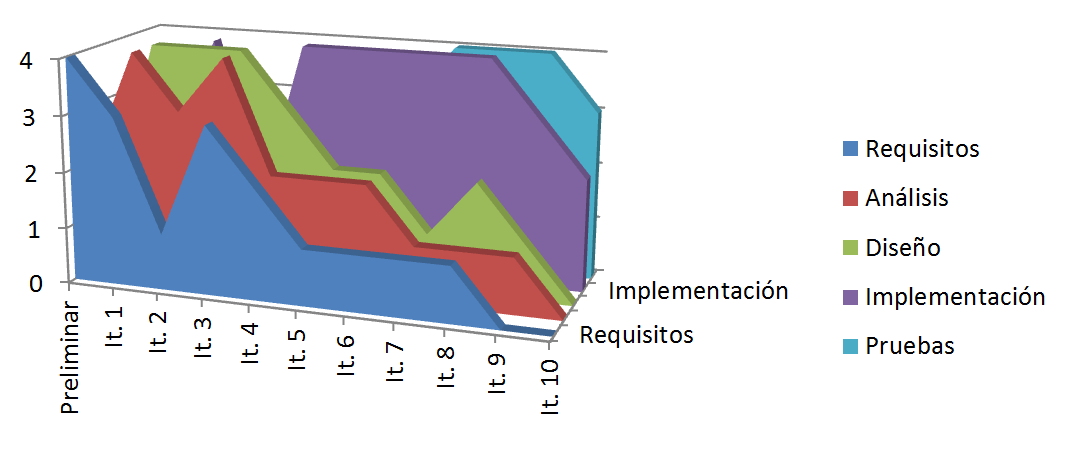 4
3
2
1
0
Preliminar
It. 1
It. 2
It. 3
It. 4
It. 5
It. 6
It. 7
It. 8
It. 9
It. 10
Implementación
Requisitos
Requisitos
Análisis
Diseño
Implementación
Pruebas